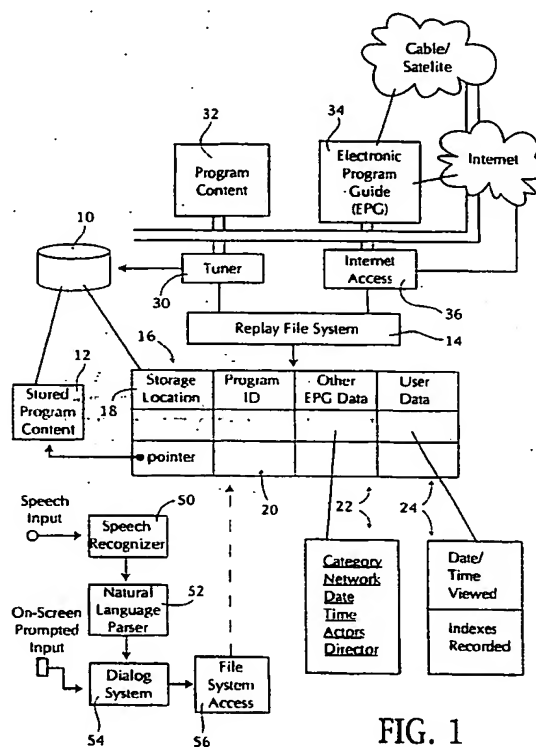 Cable/
Satellite
32
34
Program
Content
Electronic
Program
Guide
(EPG)
Internet
10
Tuner
Internet
Access
30
36
Replay File System
14
16
12
18
Storage
Location
Program
ID
Other
EPG Data
User
Data
Stored
Program
Content
pointer
20
22
24
Speech
Input
50
Speech
Recognizer
Natural
Language
Parser
52
On-Screen
Prompted
Input
Dialog
System
54
File
System
Access
56
Category
Network
Date
Time
Actors
Director
Date/
Time
Viewed
Indexes
Recorded
FIG. 1